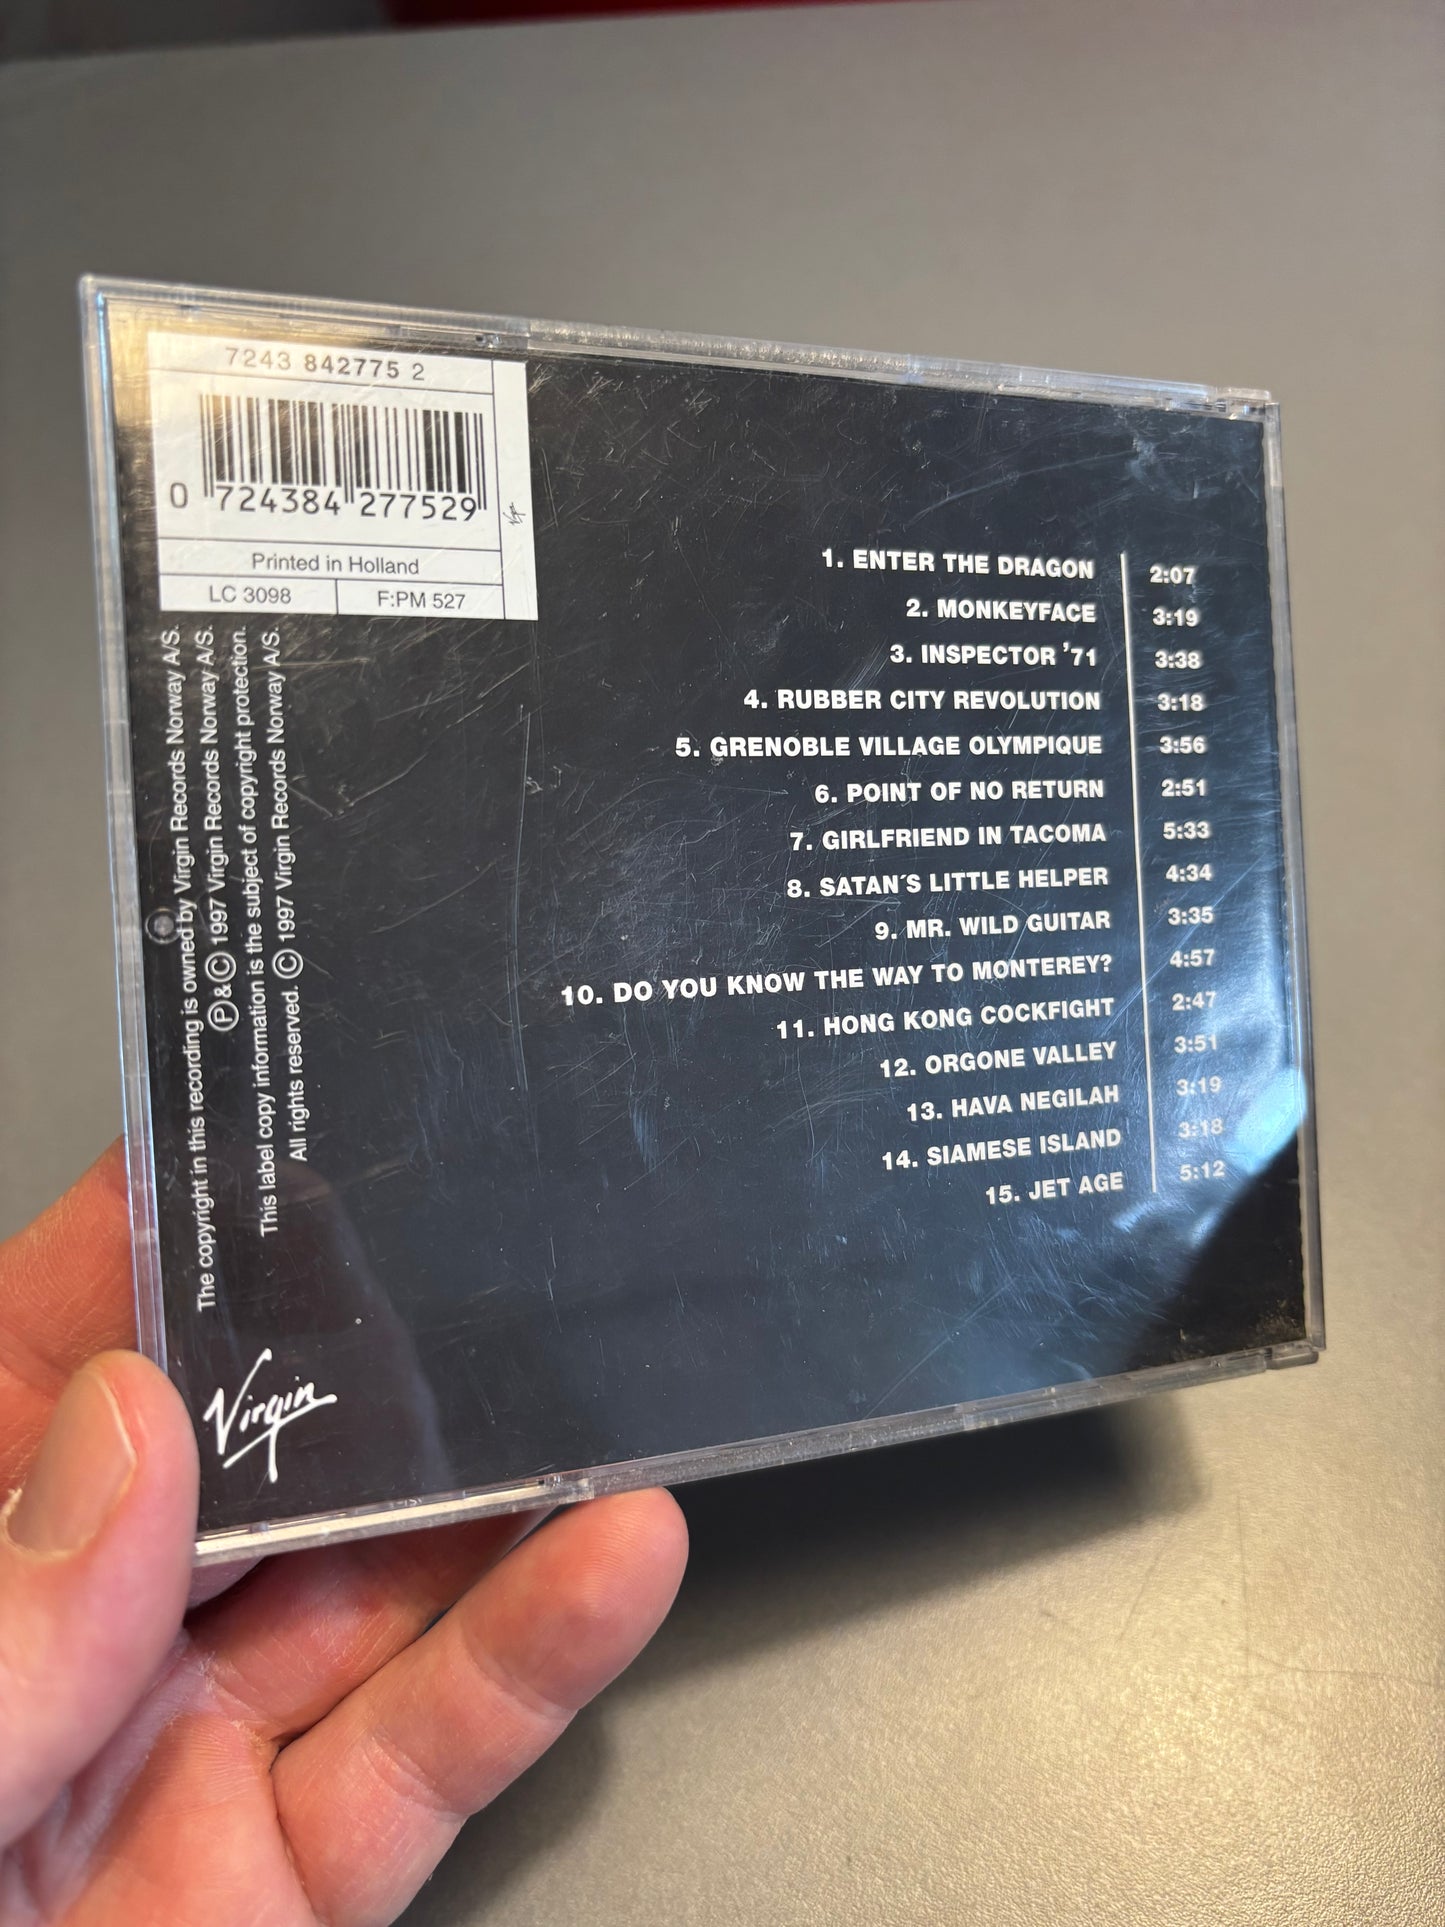 7243 842775 2
0 724384 277529
Virgin
Printed in Holland
LC 3098
F:PM 527
1. ENTER THE DRAGON 2:07
2. MONKEYFACE 3:19
3. INSPECTOR '71 3:38
4. RUBBER CITY REVOLUTION 3:18
5. GRENOBLE VILLAGE OLYMPIQUE 3:56
6. POINT OF NO RETURN 2:51
7. GIRLFRIEND IN TACOMA 5:33
8. SATAN´S LITTLE HELPER 4:34
9. MR. WILD GUITAR 3:35
10. DO YOU KNOW THE WAY TO MONTEREY? 4:57
11. HONG KONG COCKFIGHT 2:47
12. ORGONE VALLEY 3:51
13. HAVA NEGILAH 3:19
14. SIAMESE ISLAND 3:18
15. JET AGE 5:12
The copyright in this recording is owned by Virgin Records Norway A/S.
Ⓟ&© 1997 Virgin Records Norway A/S.
This label copy information is the subject of copyright protection.
All rights reserved. © 1997 Virgin Records Norway A/S.
Virgin